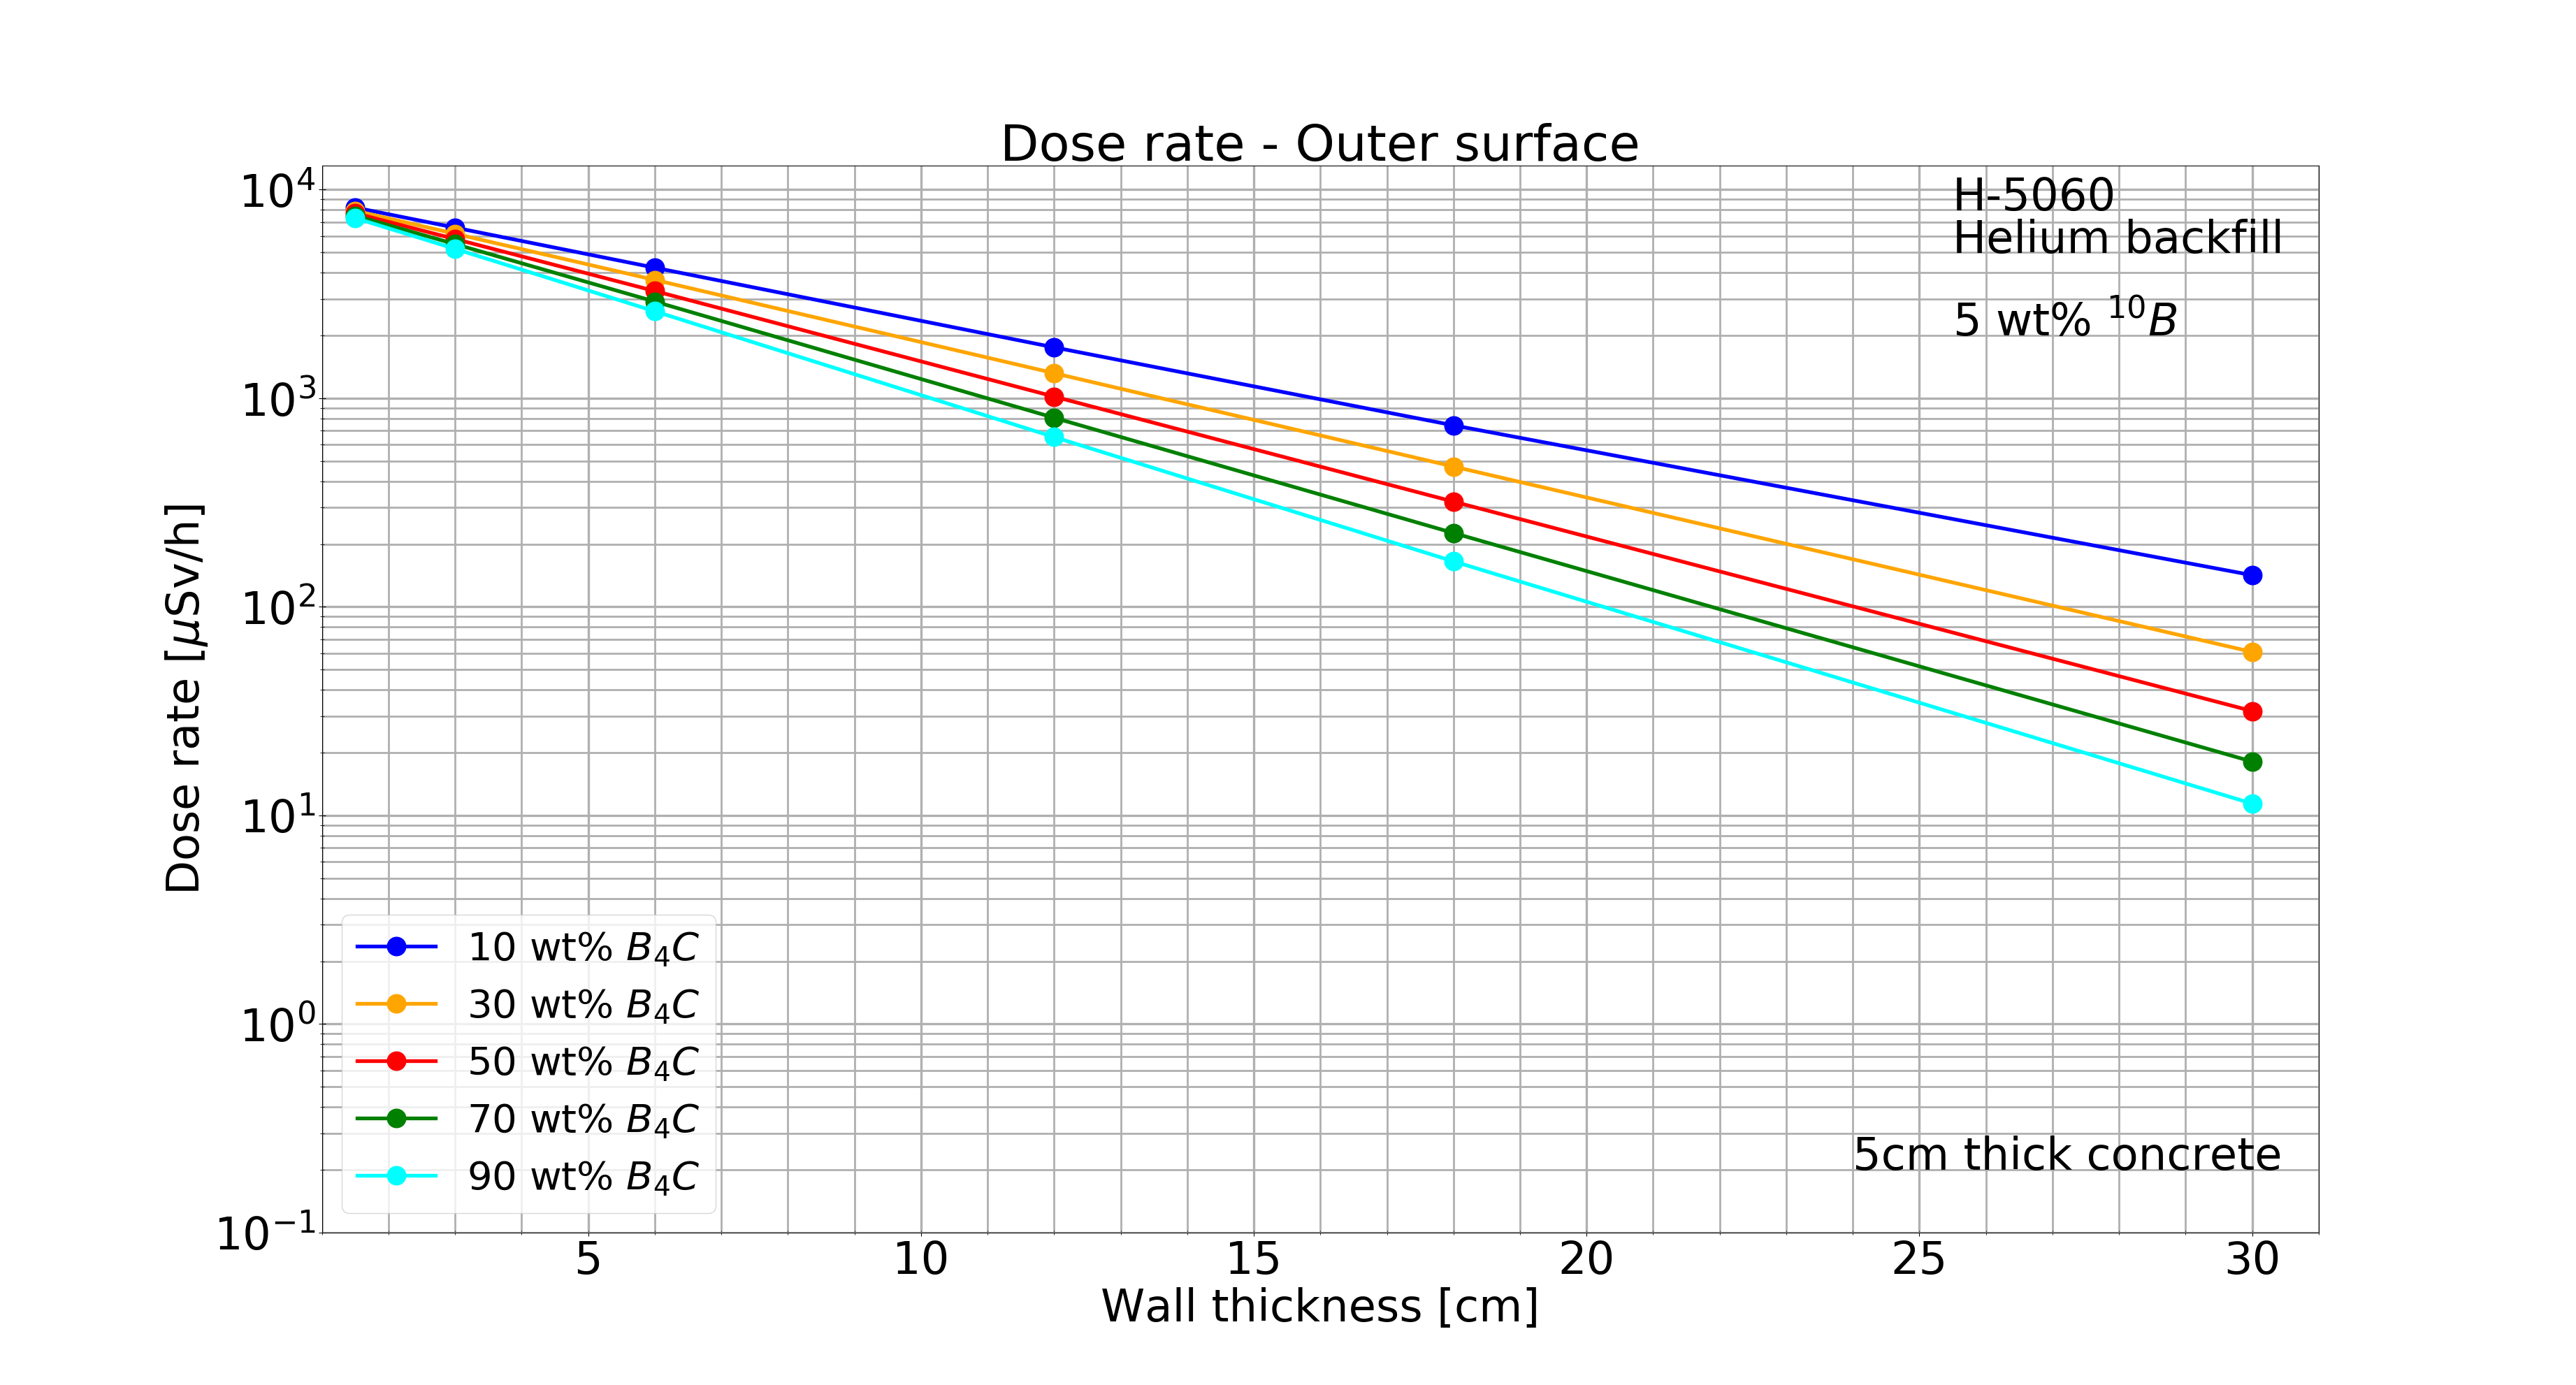 Dose rate - Outer surface
H-5060
Helium backfill
5 wt% ¹⁰B
10⁴
10³
10²
10¹
10⁰
10⁻¹
Dose rate [μSv/h]
10 wt% B₄C
30 wt% B₄C
50 wt% B₄C
70 wt% B₄C
90 wt% B₄C
5cm thick concrete
5 10 15 20 25 30
Wall thickness [cm]